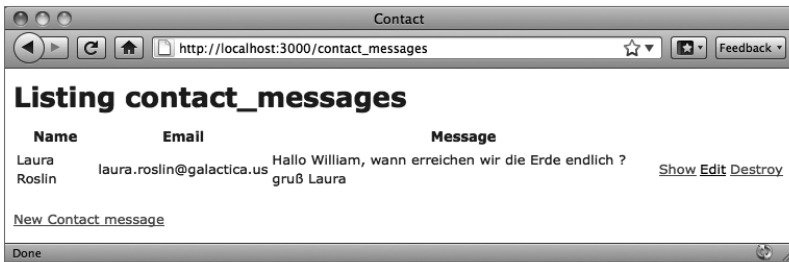 Contact
http://localhost:3000/contact_messages
Feedback
Listing contact_messages
Name Email Message
Laura Roslin laura.roslin@galactica.us Hallo William, wann erreichen wir die Erde endlich ?
gruß Laura
Show Edit Destroy
New Contact message
Done